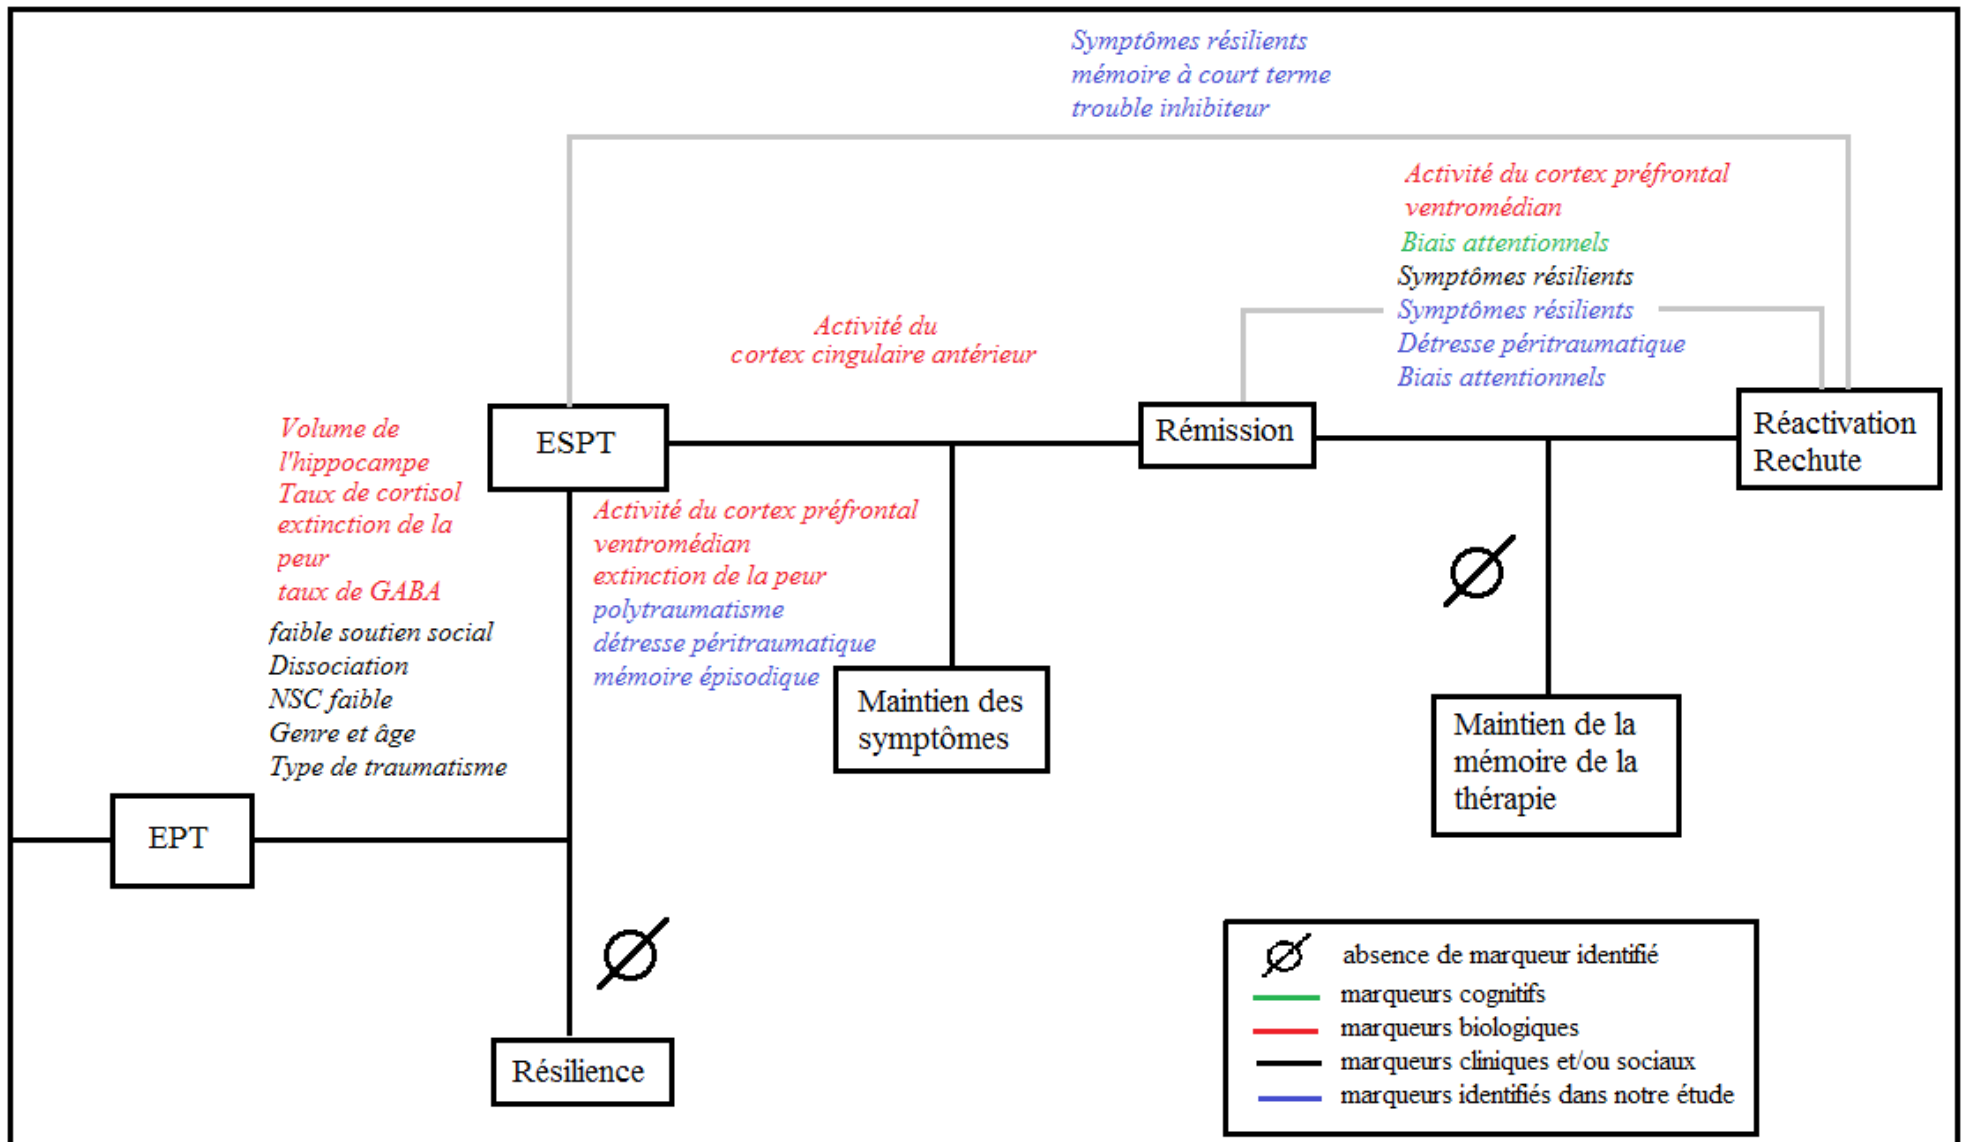 Symptômes résilients
mémoire à court terme
trouble inhibiteur
Activité du cortex préfrontal
ventromédian
Biais attentionnels
Symptômes résilients
Symptômes résilients
Détresse péritraumatique
Biais attentionnels
Activité du
cortex cingulaire antérieur
ESPT
Rémission
Réactivation
Rechute
Volume de
l'hippocampe
Taux de cortisol
extinction de la
peur
taux de GABA
faible soutien social
Dissociation
NSC faible
Genre et âge
Type de traumatisme
Activité du cortex préfrontal
ventromédian
extinction de la peur
polytraumatisme
détresse péritraumatique
mémoire épisodique
Maintien des
symptômes
Maintien de la
mémoire de la
thérapie
EPT
Résilience
absence de marqueur identifié
marqueurs cognitifs
marqueurs biologiques
marqueurs cliniques et/ou sociaux
marqueurs identifiés dans notre étude